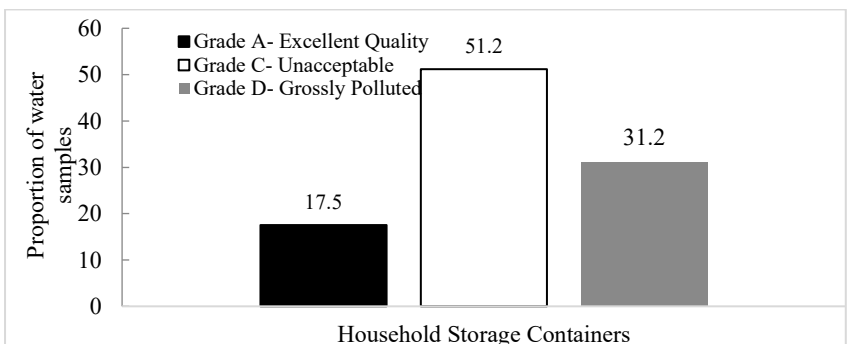 60
50
40
30
20
10
0
Proportion of water
samples
Grade A- Excellent Quality
Grade C- Unacceptable
Grade D- Grossly Polluted
17.5
51.2
31.2
Household Storage Containers